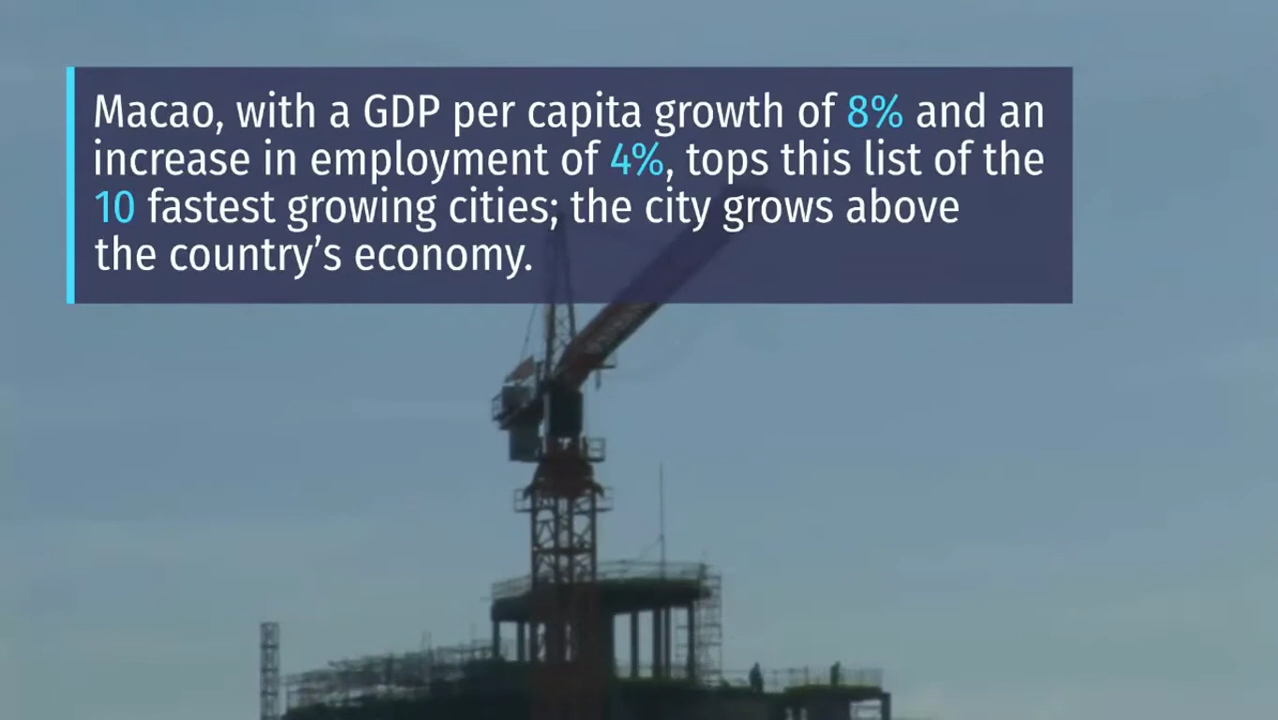 Macao, with a GDP per capita growth of 8% and an
increase in employment of 4%, tops this list of the
10 fastest growing cities; the city grows above
the country’s economy.